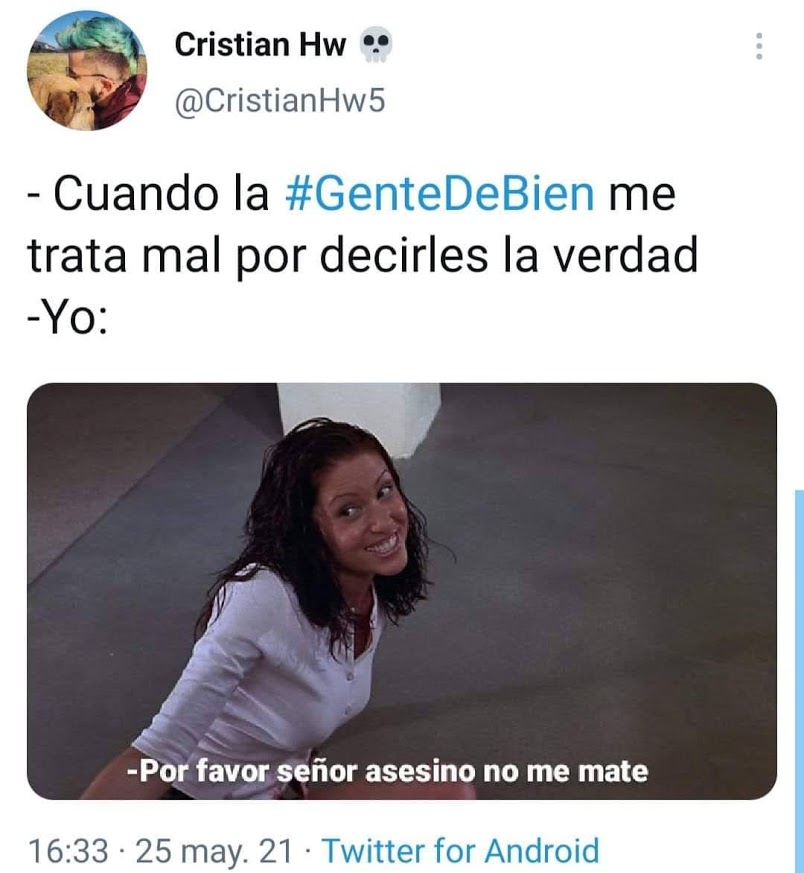 Cristian Hw 💀
@CristianHw5
- Cuando la #GenteDeBien me
trata mal por decirles la verdad
-Yo:
-Por favor señor asesino no me mate
16:33 · 25 may. 21 · Twitter for Android